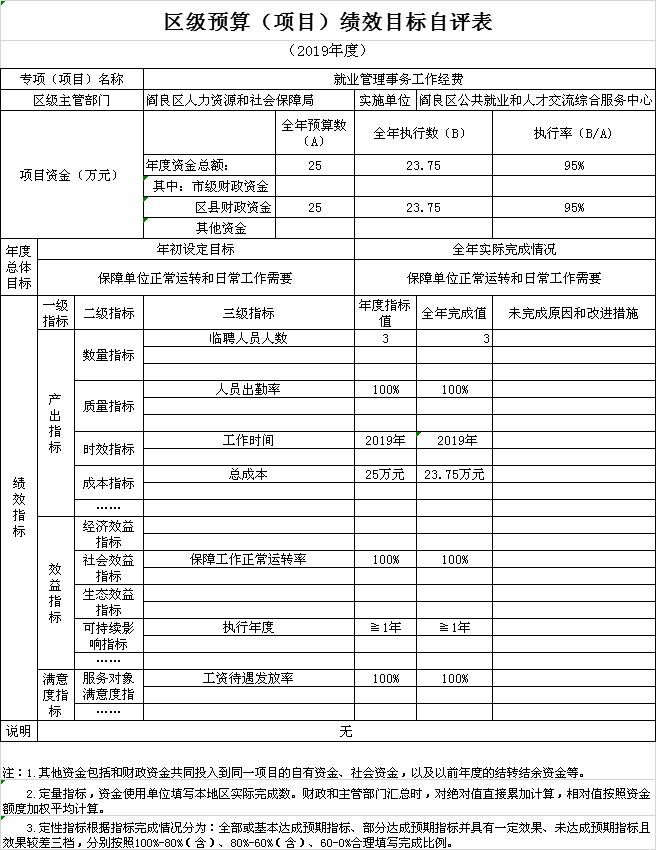 区级预算（项目）绩效目标自评表
（2019年度）
专项（项目）名称 就业管理事务工作经费
区级主管部门 阎良区人力资源和社会保障局 实施单位 阎良区公共就业和人才交流综合服务中心
项目资金（万元） 全年预算数（A） 全年执行数（B） 执行率（B/A）
年度资金总额： 25 23.75 95%
其中：市级财政资金
区县财政资金 25 23.75 95%
其他资金
年度总体目标 年初设定目标 全年实际完成情况
保障单位正常运转和日常工作需要 保障单位正常运转和日常工作需要
绩效指标 一级指标 二级指标 三级指标 年度指标值 全年完成值 未完成原因和改进措施
产出指标 数量指标 临聘人员人数 3 3
质量指标 人员出勤率 100% 100%
时效指标 工作时间 2019年 2019年
成本指标 总成本 25万元 23.75万元
……
效益指标 经济效益指标
社会效益指标 保障工作正常运转率 100% 100%
生态效益指标
可持续影响指标 执行年度 ≧1年 ≧1年
……
满意度指标 服务对象满意度指 工资待遇发放率 100% 100%
……
说明 无
注：1.其他资金包括和财政资金共同投入到同一项目的自有资金、社会资金，以及以前年度的结转结余资金等。
2.定量指标，资金使用单位填写本地区实际完成数。财政和主管部门汇总时，对绝对值直接累加计算，相对值按照资金
额度加权平均计算。
3.定性指标根据指标完成情况分为：全部或基本达成预期指标、部分达成预期指标并具有一定效果、未达成预期指标且
效果较差三档，分别按照100%-80%（含）、80%-60%（含）、60-0%合理填写完成比例。